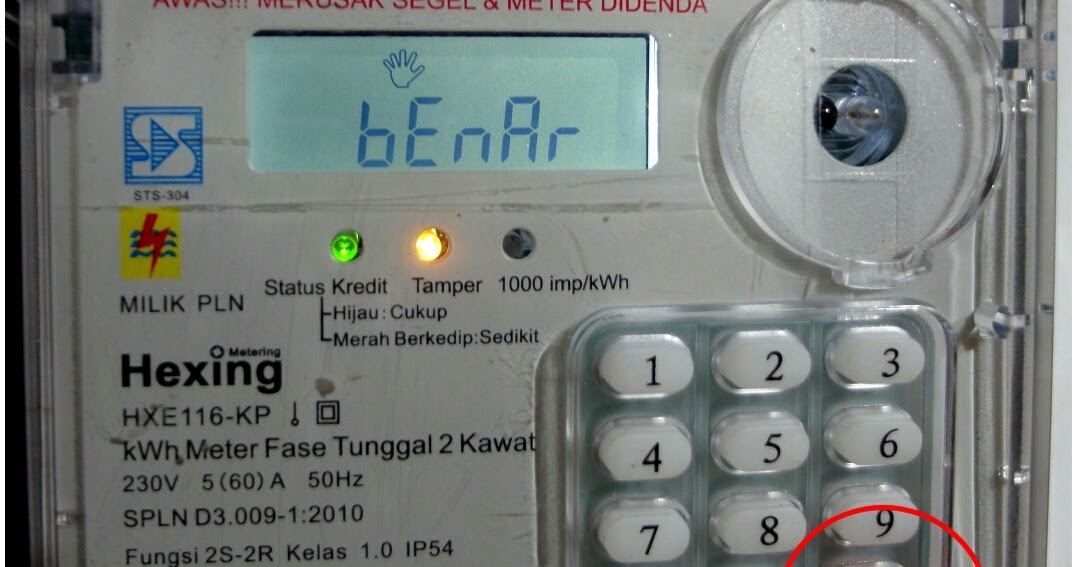 AWAS!!! MERUSAK SEGEL & METER DIDENDA
bEnAr
STS-304
Status Kredit Tamper 1000 imp/kWh
Hijau : Cukup
Merah Berkedip:Sedikit
MILIK PLN
Metering
Hexing
HXE116-KP
kWh Meter Fase Tunggal 2 Kawat
230V 5(60)A 50Hz
SPLN D3.009-1:2010
Fungsi 2S-2R Kelas 1.0 IP54
1 2 3
4 5 6
7 8 9